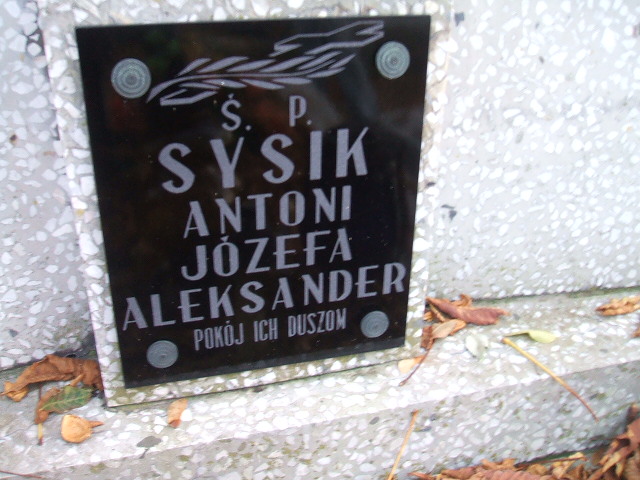 Ś. P.
SYSIK
ANTONI
JÓZEFA
ALEKSANDER
POKÓJ ICH DUSZOM